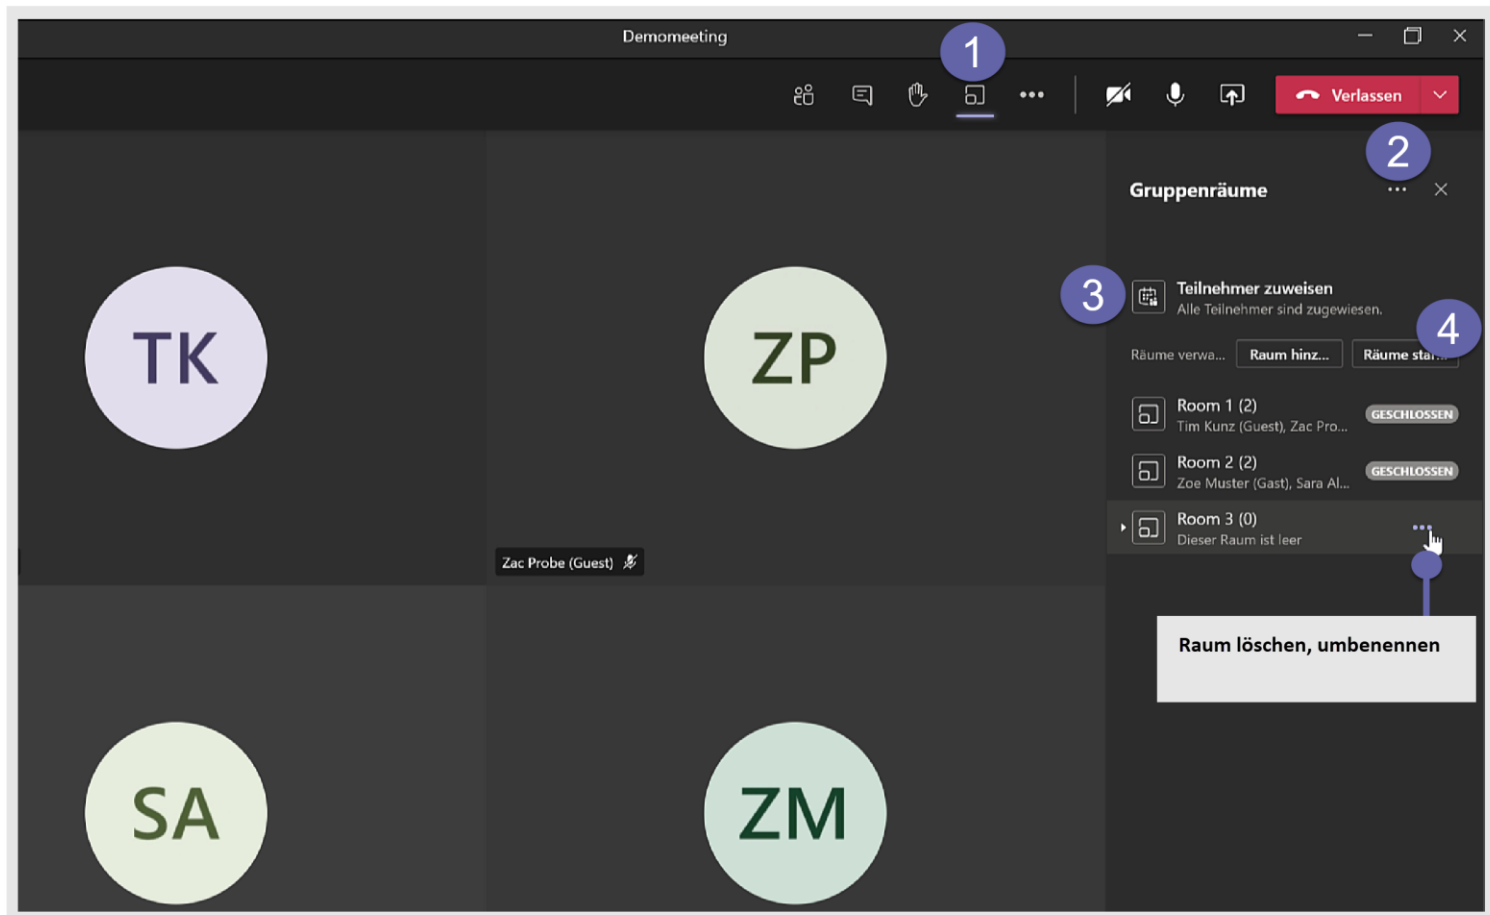 Demomeeting
1
Verlassen
2
Gruppenräume
3
Teilnehmer zuweisen
Alle Teilnehmer sind zugewiesen.
4
Räume verwa...
Raum hinz...
Räume star...
Room 1 (2)
Tim Kunz (Guest), Zac Pro...
GESCHLOSSEN
Room 2 (2)
Zoe Muster (Gast), Sara Al...
GESCHLOSSEN
Room 3 (0)
Dieser Raum ist leer
Raum löschen, umbenennen
TK
ZP
Zac Probe (Guest)
SA
ZM